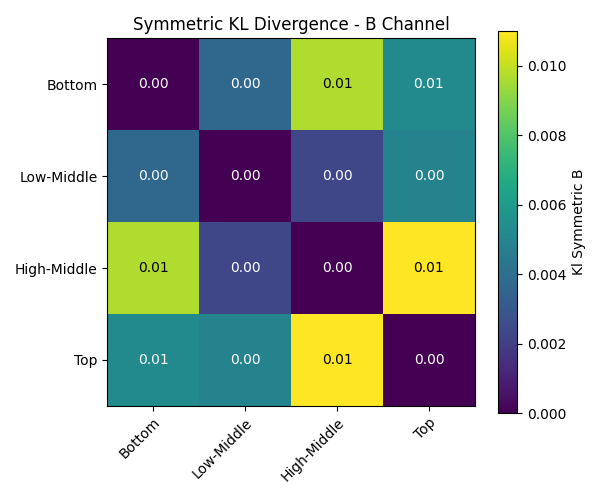 Symmetric KL Divergence - B Channel
Bottom 0.00 0.00 0.01 0.01
Low-Middle 0.00 0.00 0.00 0.00
High-Middle 0.01 0.00 0.00 0.01
Top 0.01 0.00 0.01 0.00
Bottom Low-Middle High-Middle Top
0.010
0.008
0.006
0.004
0.002
0.000
Kl Symmetric B